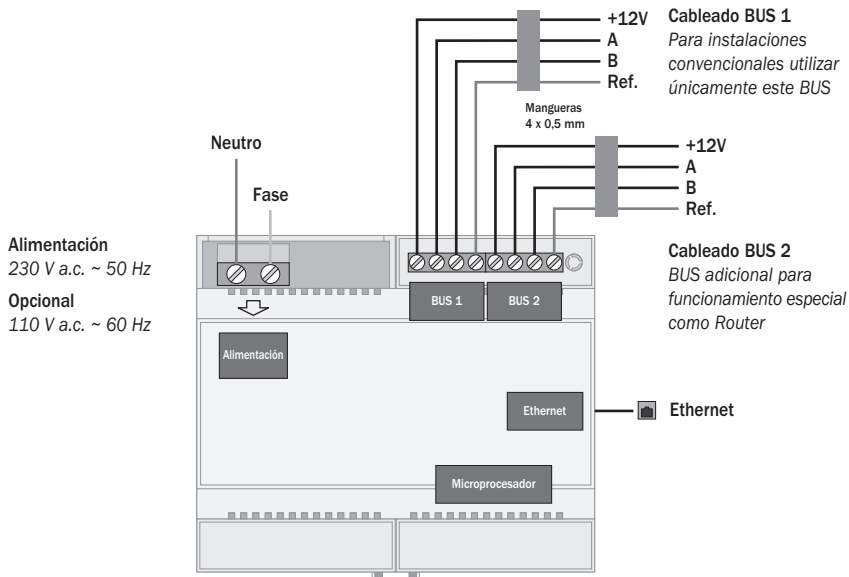 +12V
A
B
Ref.
Cableado BUS 1
Para instalaciones
convencionales utilizar
únicamente este BUS
Mangueras
4 x 0,5 mm
Neutro
Fase
+12V
A
B
Ref.
Alimentación
230 V a.c. ~ 50 Hz
Opcional
110 V a.c. ~ 60 Hz
Cableado BUS 2
BUS adicional para
funcionamiento especial
como Router
BUS 1
BUS 2
Alimentación
Ethernet
Ethernet
Microprocesador